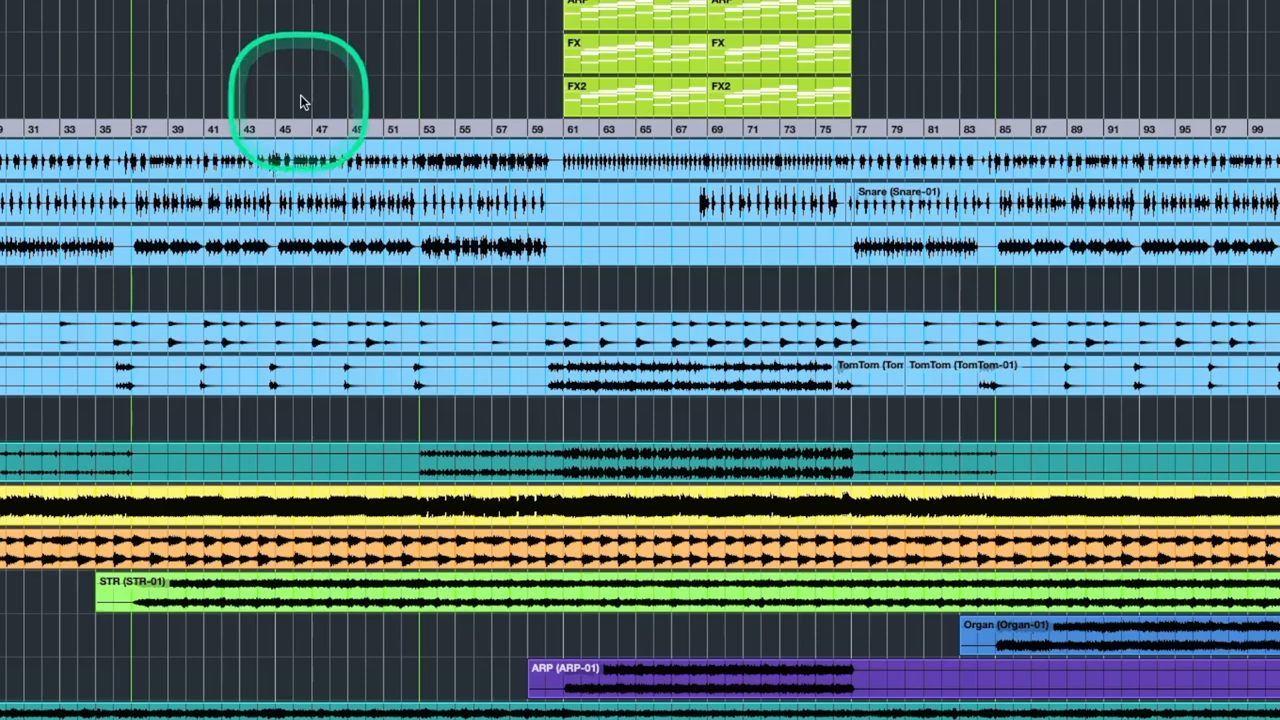 ARP ARP
FX FX
FX2 FX2
31 33 35 37 39 41 43 45 47 49 51 53 55 57 59 61 63 65 67 69 71 73 75 77 79 81 83 85 87 89 91 93 95 97 99
Snare (Snare-01)
TomTom (Tom TomTom (TomTom-01)
STR (STR-01)
Organ (Organ-01)
ARP (ARP-01)